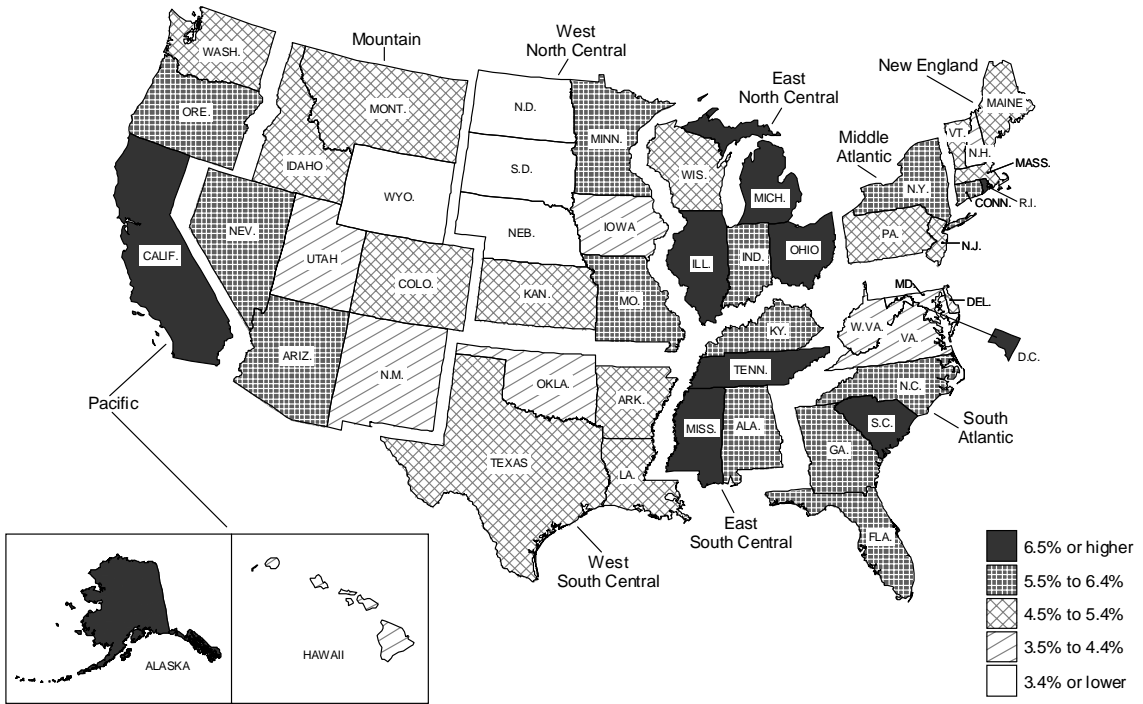 West
North Central
Mountain
East
North Central
New England
Middle
Atlantic
WASH.
MONT.
N.D.
MINN.
MAINE
ORE.
IDAHO
S.D.
WIS.
VT.
N.H.
MASS.
WYO.
MICH.
N.Y.
CONN.
R.I.
NEV.
NEB.
IOWA
PA.
N.J.
CALIF.
UTAH
COLO.
KAN.
MO.
ILL.
IND.
OHIO
MD.
DEL.
W.VA.
VA.
KY.
D.C.
ARIZ.
N.M.
OKLA.
ARK.
TENN.
N.C.
Pacific
TEXAS
LA.
MISS.
ALA.
GA.
S.C.
South
Atlantic
FLA.
East
South Central
West
South Central
ALASKA
HAWAII
6.5% or higher
5.5% to 6.4%
4.5% to 5.4%
3.5% to 4.4%
3.4% or lower